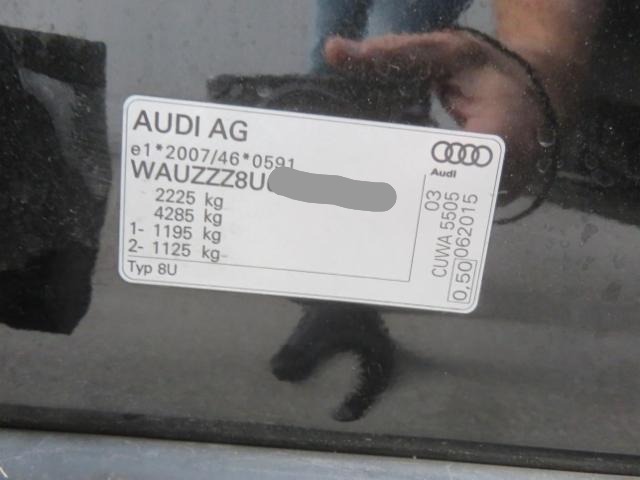 AUDI AG
e1*2007/46*0591
WAUZZZ8U
2225 kg
4285 kg
1- 1195 kg
2- 1125 kg
Typ 8U
Audi
03
CUWA 5505
0,50 062015